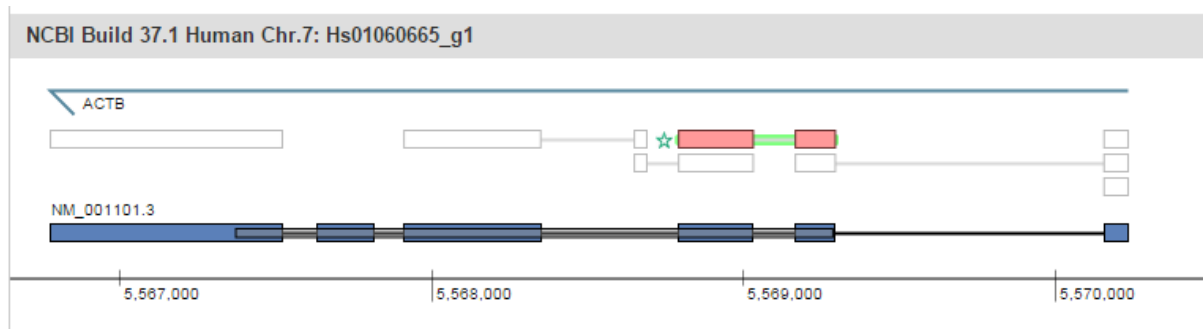 NCBI Build 37.1 Human Chr.7: Hs01060665_g1
ACTB
NM_001101.3
5,567,000 5,568,000 5,569,000 5,570,000